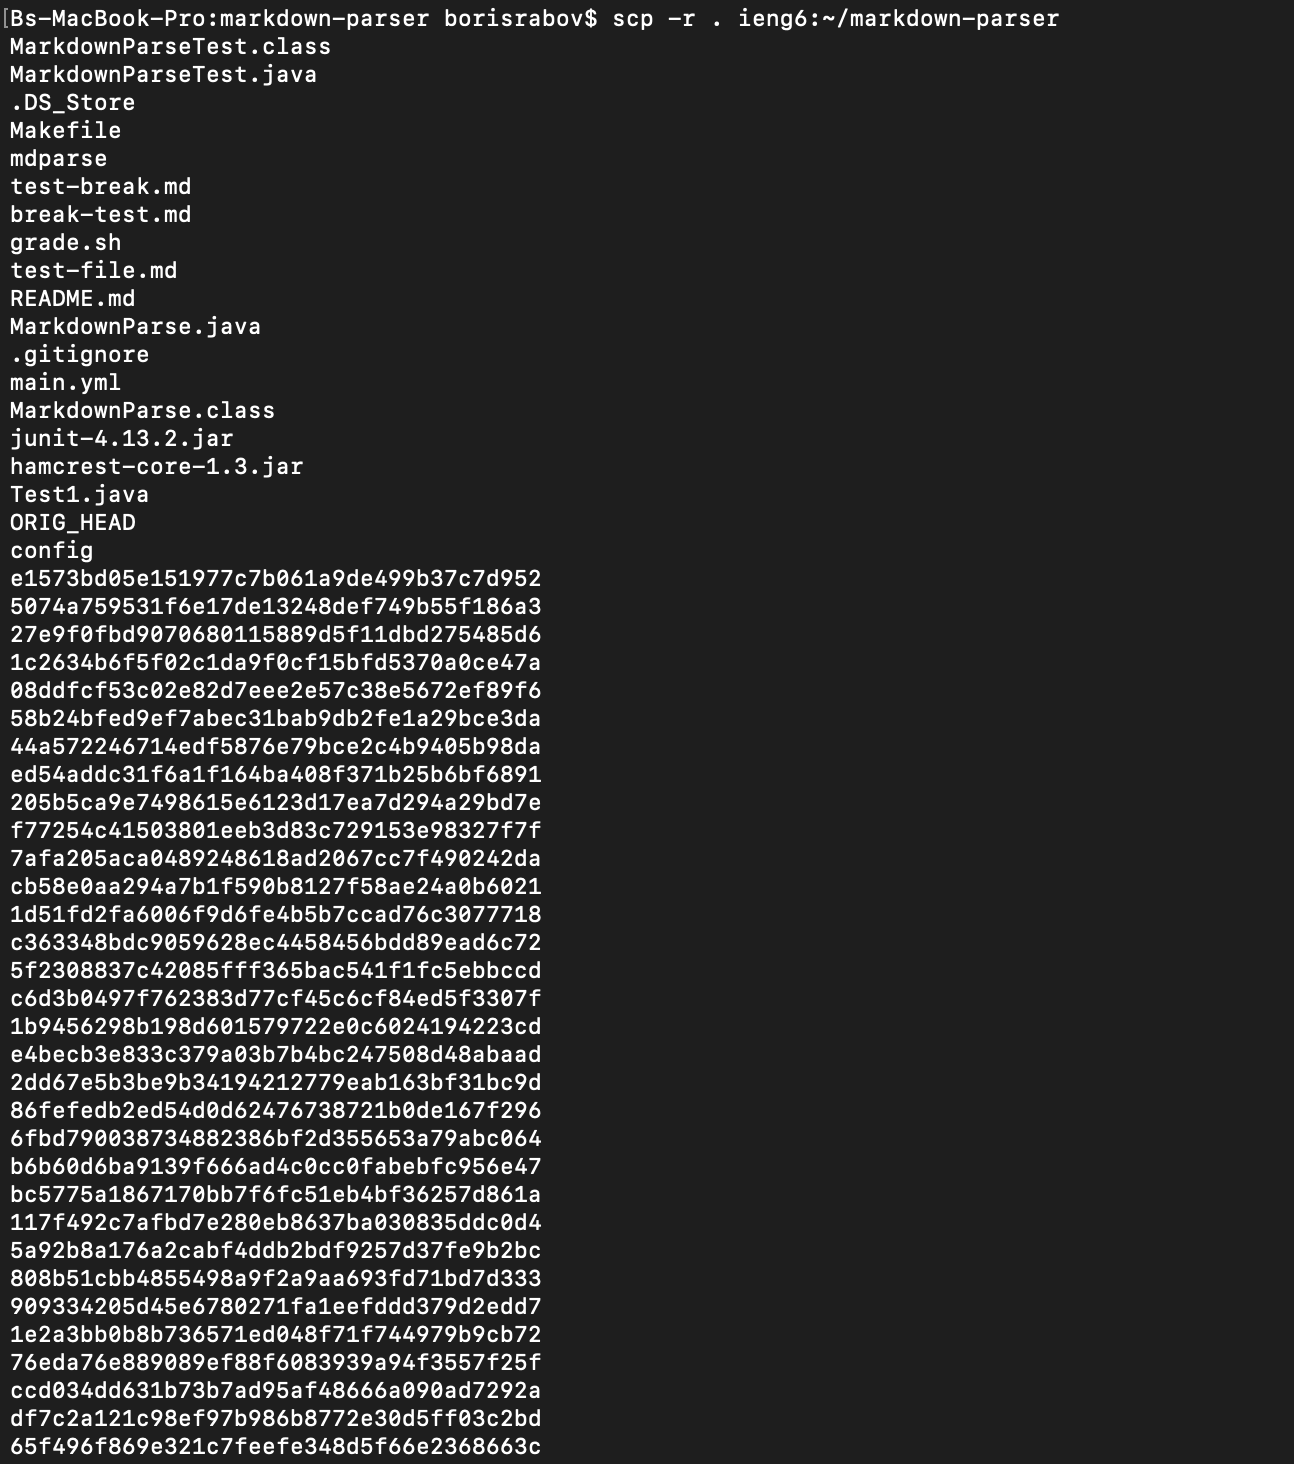 [Bs-MacBook-Pro:markdown-parser borisrabov$ scp -r . ieng6:~/markdown-parser
MarkdownParseTest.class
MarkdownParseTest.java
.DS_Store
Makefile
mdparse
test-break.md
break-test.md
grade.sh
test-file.md
README.md
MarkdownParse.java
.gitignore
main.yml
MarkdownParse.class
junit-4.13.2.jar
hamcrest-core-1.3.jar
Test1.java
ORIG_HEAD
config
e1573bd05e151977c7b061a9de499b37c7d952
5074a759531f6e17de13248def749b55f186a3
27e9f0fbd9070680115889d5f11dbd275485d6
1c2634b6f5f02c1da9f0cf15bfd5370a0ce47a
08ddfcf53c02e82d7eee2e57c38e5672ef89f6
58b24bfed9ef7abec31bab9db2fe1a29bce3da
44a572246714edf5876e79bce2c4b9405b98da
ed54addc31f6a1f164ba408f371b25b6bf6891
205b5ca9e7498615e6123d17ea7d294a29bd7e
f77254c41503801eeb3d83c729153e98327f7f
7afa205aca0489248618ad2067cc7f490242da
cb58e0aa294a7b1f590b8127f58ae24a0b6021
1d51fd2fa6006f9d6fe4b5b7ccad76c3077718
c363348bdc9059628ec4458456bdd89ead6c72
5f2308837c42085fff365bac541f1fc5ebbccd
c6d3b0497f762383d77cf45c6cf84ed5f3307f
1b9456298b198d601579722e0c6024194223cd
e4becb3e833c379a03b7b4bc247508d48abaad
2dd67e5b3be9b34194212779eab163bf31bc9d
86fefedb2ed54d0d62476738721b0de167f296
6fbd790038734882386bf2d355653a79abc064
b6b60d6ba9139f666ad4c0cc0fabebfc956e47
bc5775a1867170bb7f6fc51eb4bf36257d861a
117f492c7afbd7e280eb8637ba030835ddc0d4
5a92b8a176a2cabf4ddb2bdf9257d37fe9b2bc
808b51cbb4855498a9f2a9aa693fd71bd7d333
909334205d45e6780271fa1eefddd379d2edd7
1e2a3bb0b8b736571ed048f71f744979b9cb72
76eda76e889089ef88f6083939a94f3557f25f
ccd034dd631b73b7ad95af48666a090ad7292a
df7c2a121c98ef97b986b8772e30d5ff03c2bd
65f496f869e321c7feefe348d5f66e2368663c